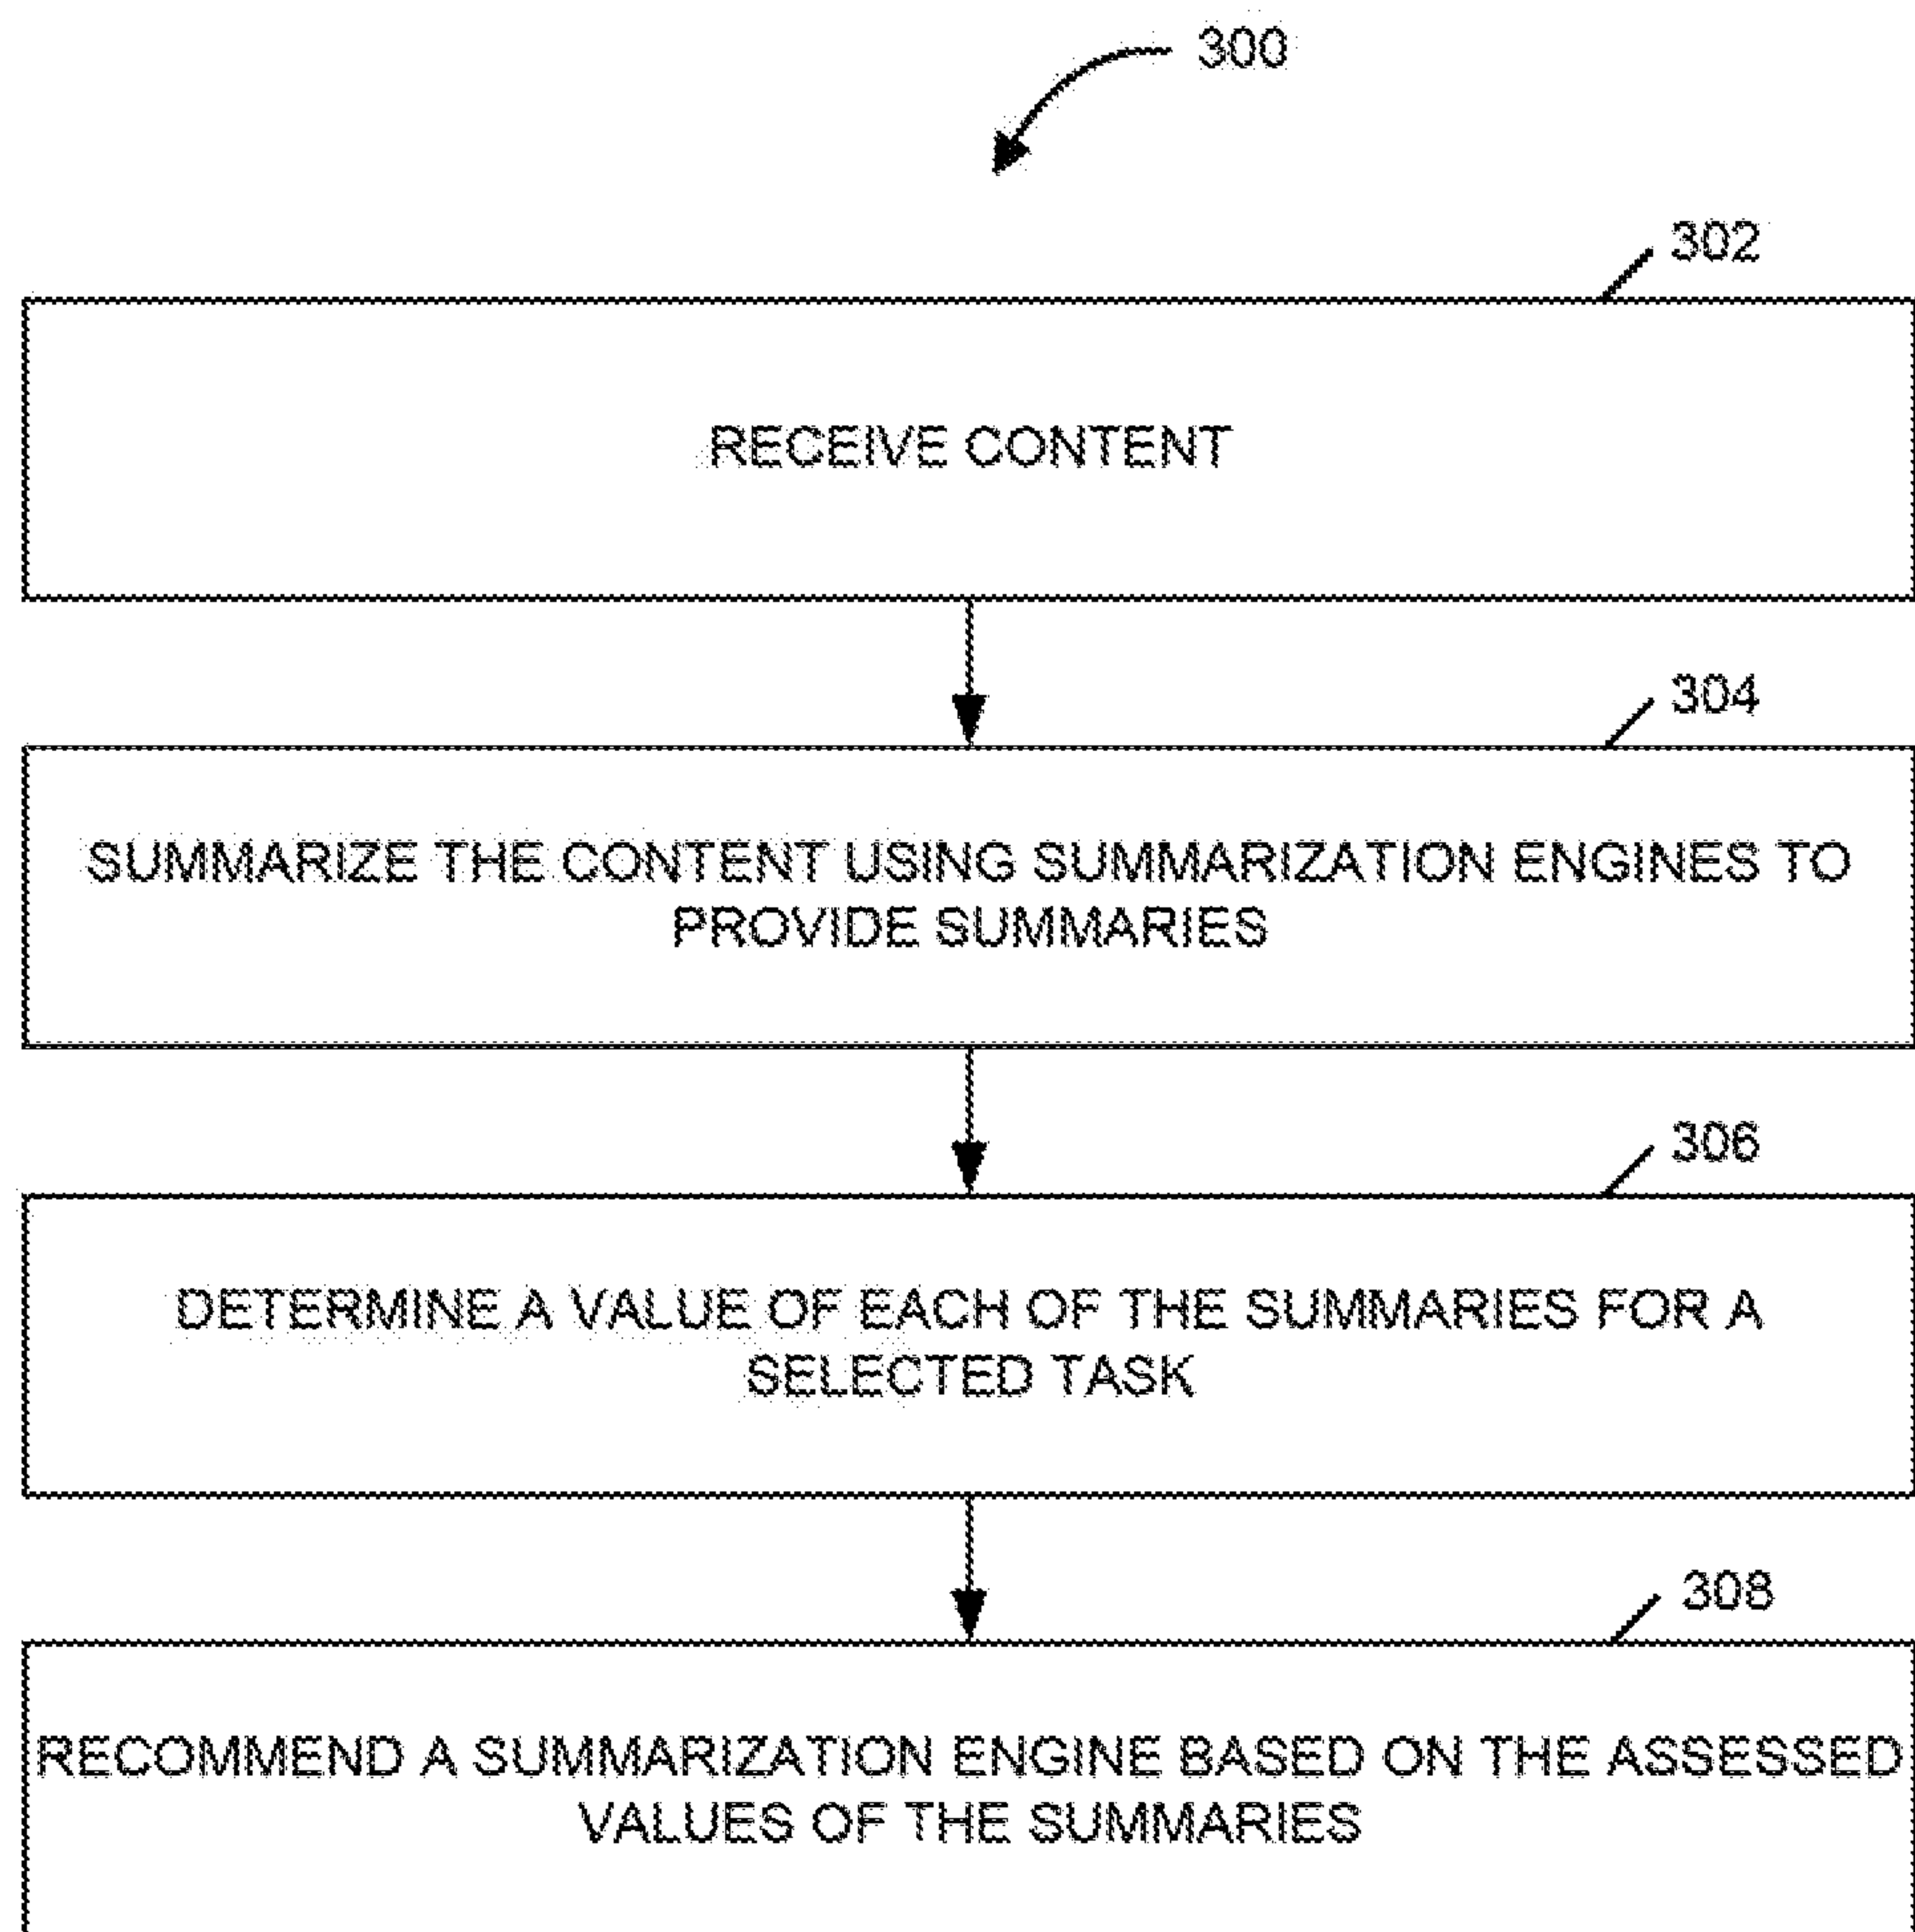 300
302
RECEIVE CONTENT
304
SUMMARIZE THE CONTENT USING SUMMARIZATION ENGINES TO
PROVIDE SUMMARIES
306
DETERMINE A VALUE OF EACH OF THE SUMMARIES FOR A
SELECTED TASK
308
RECOMMEND A SUMMARIZATION ENGINE BASED ON THE ASSESSED
VALUES OF THE SUMMARIES